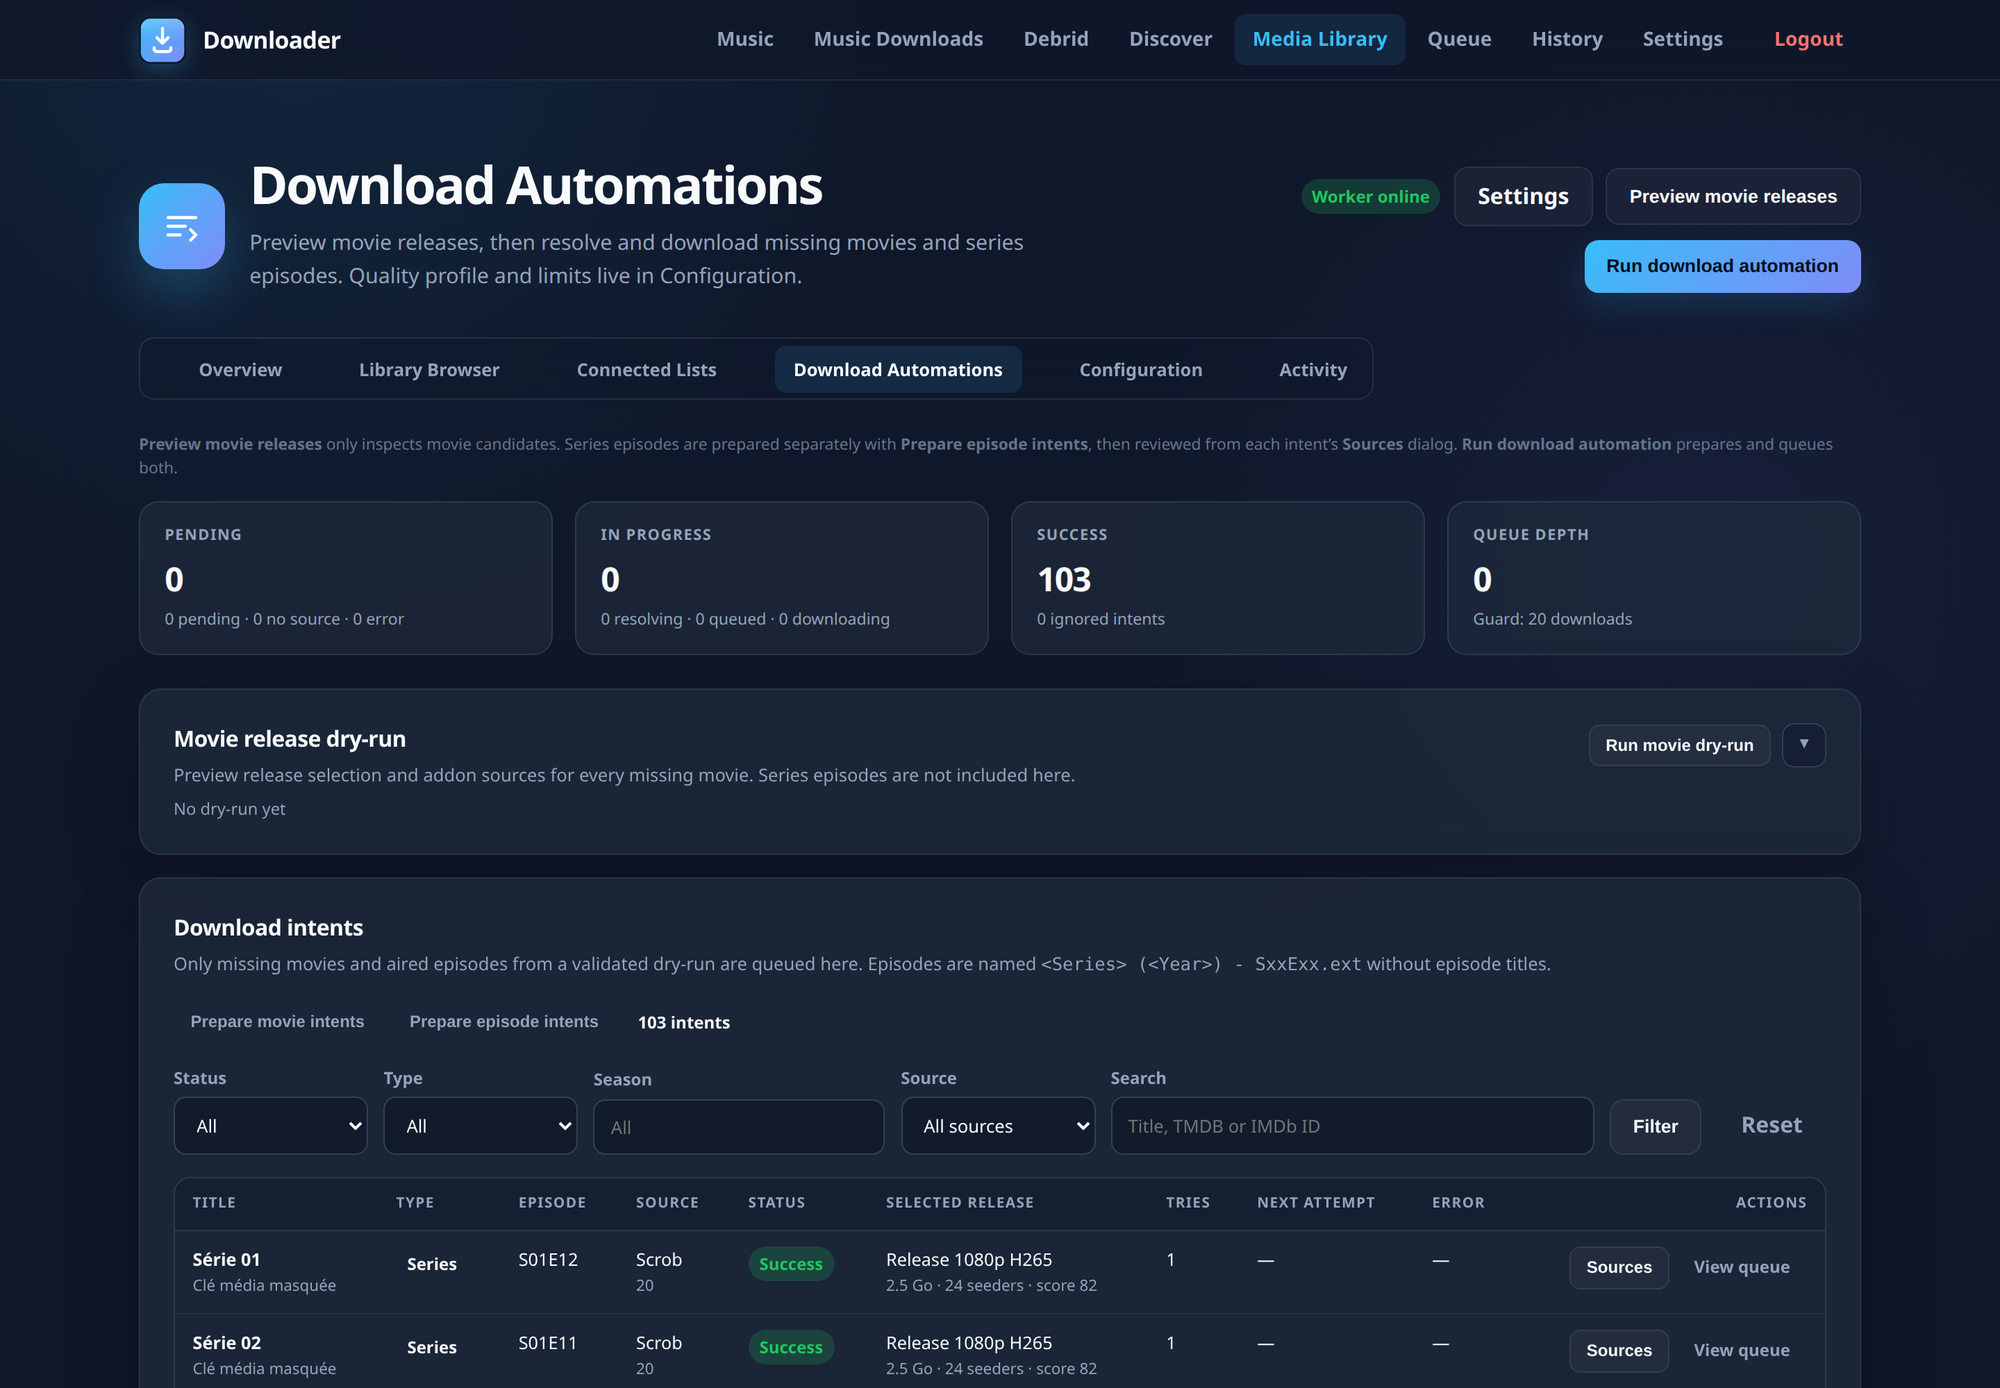 Downloader
Music
Music Downloads
Debrid
Discover
Media Library
Queue
History
Settings
Logout
Download Automations
Preview movie releases, then resolve and download missing movies and series
episodes. Quality profile and limits live in Configuration.
Worker online
Settings
Preview movie releases
Run download automation
Overview
Library Browser
Connected Lists
Download Automations
Configuration
Activity
Preview movie releases only inspects movie candidates. Series episodes are prepared separately with Prepare episode intents, then reviewed from each intent’s Sources dialog. Run download automation prepares and queues
both.
PENDING
0
0 pending · 0 no source · 0 error
IN PROGRESS
0
0 resolving · 0 queued · 0 downloading
SUCCESS
103
0 ignored intents
QUEUE DEPTH
0
Guard: 20 downloads
Movie release dry-run
Preview release selection and addon sources for every missing movie. Series episodes are not included here.
No dry-run yet
Run movie dry-run
Download intents
Only missing movies and aired episodes from a validated dry-run are queued here. Episodes are named <Series> (<Year>) - SxxExx.ext without episode titles.
Prepare movie intents
Prepare episode intents
103 intents
Status
Type
Season
Source
Search
All
All
All
All sources
Title, TMDB or IMDb ID
Filter
Reset
TITLE TYPE EPISODE SOURCE STATUS SELECTED RELEASE TRIES NEXT ATTEMPT ERROR ACTIONS
Série 01 Series S01E12 Scrob Success Release 1080p H265 1 — — Sources View queue
Clé média masquée 20 2.5 Go · 24 seeders · score 82
Série 02 Series S01E11 Scrob Success Release 1080p H265 1 — — Sources View queue
Clé média masquée 20 2.5 Go · 24 seeders · score 82